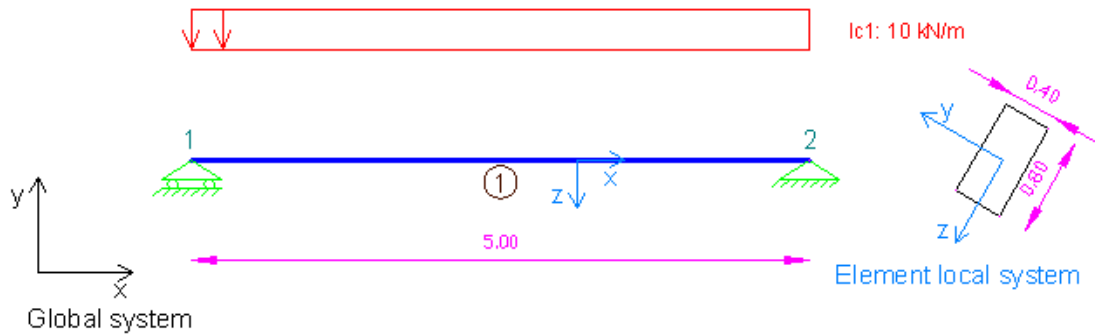 lc1: 10 kN/m
0.40
y
1
2
1
x
z
0.80
z
y
5.00
x
Element local system
Global system